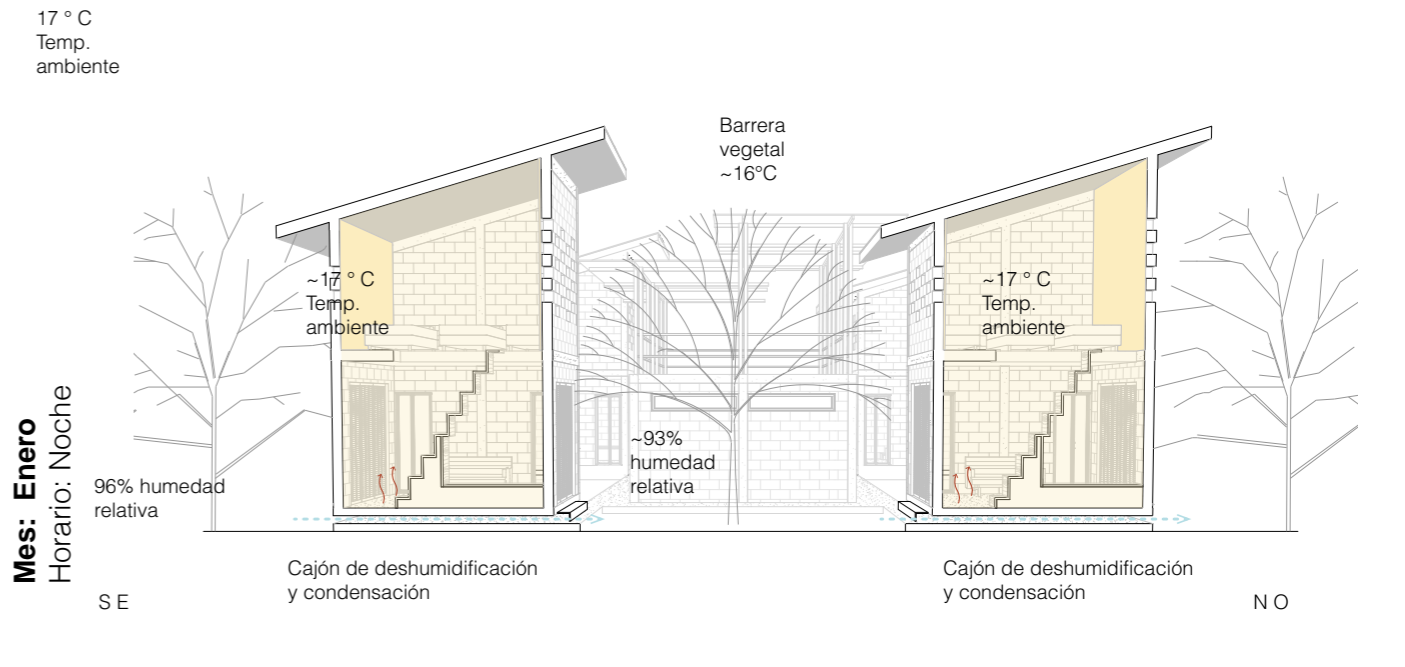 17 ° C
Temp.
ambiente
Barrera
vegetal
~16°C
~17 ° C
Temp.
ambiente
~17 ° C
Temp.
ambiente
~93%
humedad
relativa
96% humedad
relativa
Mes: Enero
Horario: Noche
Cajón de deshumidificación
y condensación
Cajón de deshumidificación
y condensación
S E
N O